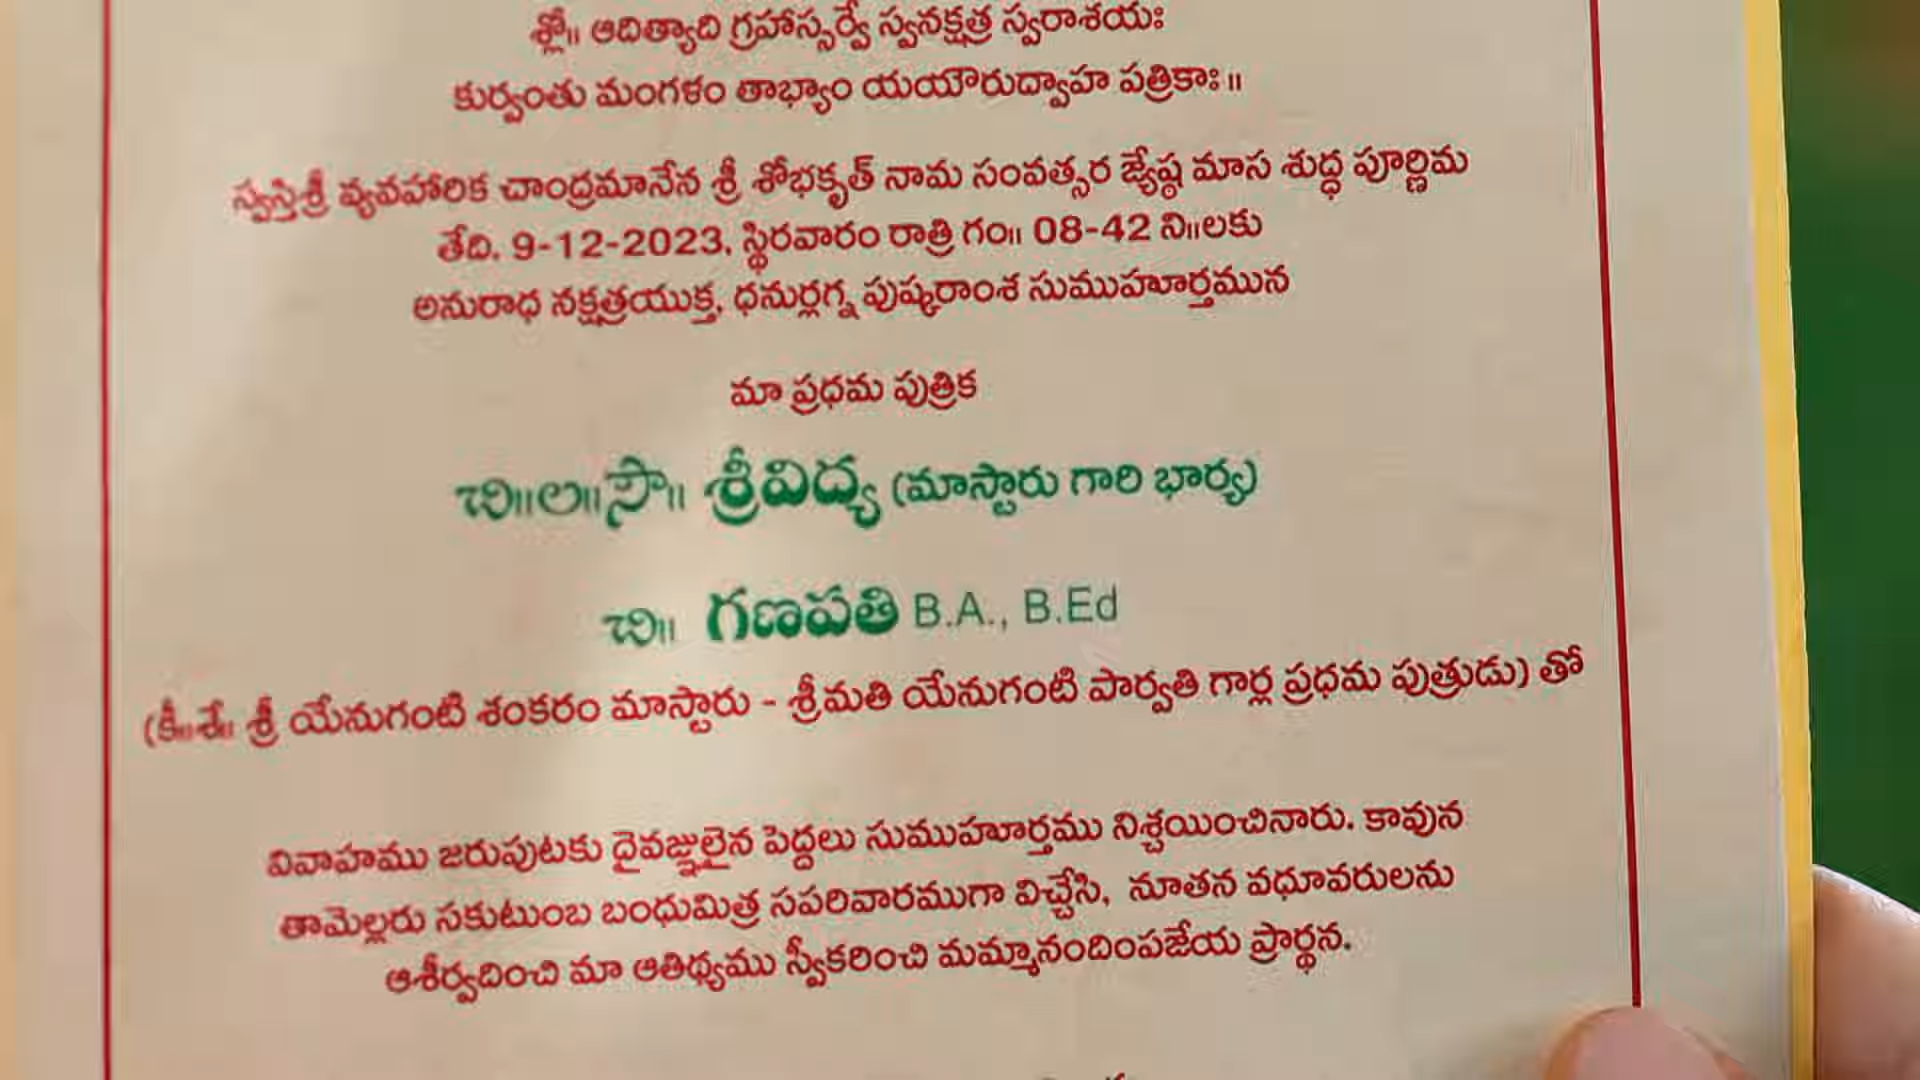 శ్లో॥ ఆదిత్యాది గ్రహాస్సర్వే స్వనక్షత్ర స్వరాశయః
కుర్వంతు మంగళం తాభ్యాం యయౌరుద్వాహ పత్రికాః ॥
స్వస్తిశ్రీ వ్యవహారిక చాంద్రమానేన శ్రీ శోభకృత్ నామ సంవత్సర జ్యేష్ఠ మాస శుద్ధ పూర్ణిమ
తేది. 9-12-2023, స్థిరవారం రాత్రి గం॥ 08-42 ని॥లకు
అనురాధ నక్షత్రయుక్త, ధనుర్లగ్న పుష్కరాంశ సుముహూర్తమున
మా ప్రధమ పుత్రిక
చి॥ల॥సౌ॥ శ్రీవిద్య (మాస్టారు గారి భార్య)
చి॥ గణపతి B.A., B.Ed
(కీ॥శే॥ శ్రీ యేనుగంటి శంకరం మాస్టారు - శ్రీమతి యేనుగంటి పార్వతి గార్ల ప్రధమ పుత్రుడు) తో
వివాహము జరుపుటకు దైవజ్ఞులైన పెద్దలు సుముహూర్తము నిశ్చయించినారు. కావున
తామెల్లరు సకుటుంబ బంధుమిత్ర సపరివారముగా విచ్చేసి, నూతన వధూవరులను
ఆశీర్వదించి మా ఆతిథ్యము స్వీకరించి మమ్మానందింపజేయ ప్రార్థన.